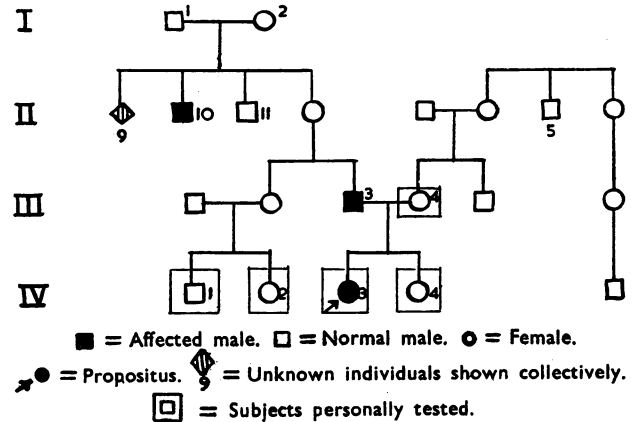 I 1 2
II 9 10 11 5
III 3 4
IV 1 2 3 4
= Affected male. = Normal male. = Female.
= Propositus. 9 = Unknown individuals shown collectively.
= Subjects personally tested.